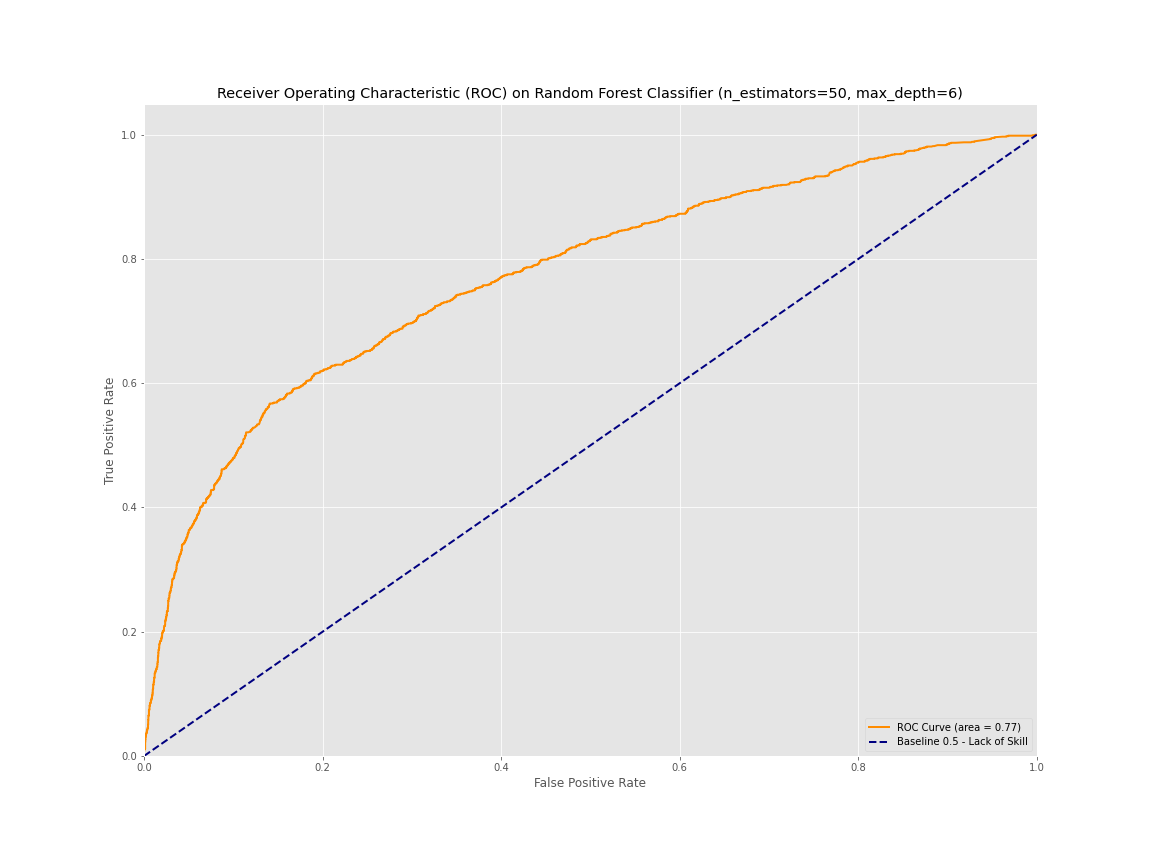 Receiver Operating Characteristic (ROC) on Random Forest Classifier (n_estimators=50, max_depth=6)
1.0
0.8
0.6
0.4
0.2
0.0
True Positive Rate
0.0 0.2 0.4 0.6 0.8 1.0
False Positive Rate
ROC Curve (area = 0.77)
Baseline 0.5 - Lack of Skill